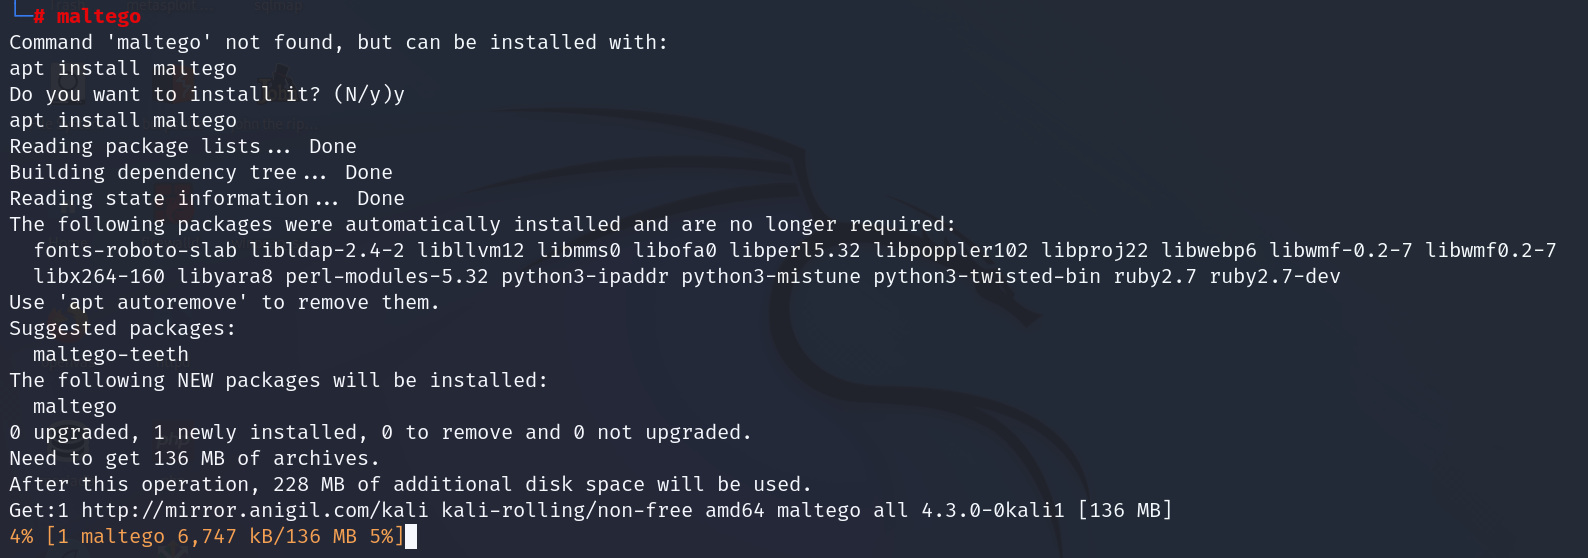 └─# maltego
Command 'maltego' not found, but can be installed with:
apt install maltego
Do you want to install it? (N/y)y
apt install maltego
Reading package lists... Done
Building dependency tree... Done
Reading state information... Done
The following packages were automatically installed and are no longer required:
  fonts-roboto-slab libldap-2.4-2 libllvm12 libmms0 libofa0 libperl5.32 libpoppler102 libproj22 libwebp6 libwmf-0.2-7 libwmf0.2-7
  libx264-160 libyara8 perl-modules-5.32 python3-ipaddr python3-mistune python3-twisted-bin ruby2.7 ruby2.7-dev
Use 'apt autoremove' to remove them.
Suggested packages:
  maltego-teeth
The following NEW packages will be installed:
  maltego
0 upgraded, 1 newly installed, 0 to remove and 0 not upgraded.
Need to get 136 MB of archives.
After this operation, 228 MB of additional disk space will be used.
Get:1 http://mirror.anigil.com/kali kali-rolling/non-free amd64 maltego all 4.3.0-0kali1 [136 MB]
4% [1 maltego 6,747 kB/136 MB 5%]